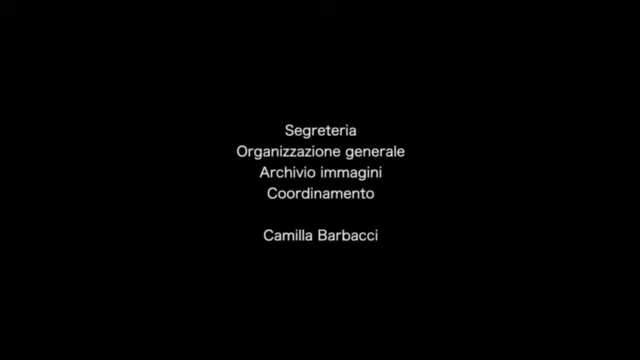 Segreteria
Organizzazione generale
Archivio immagini
Coordinamento
Camilla Barbacci